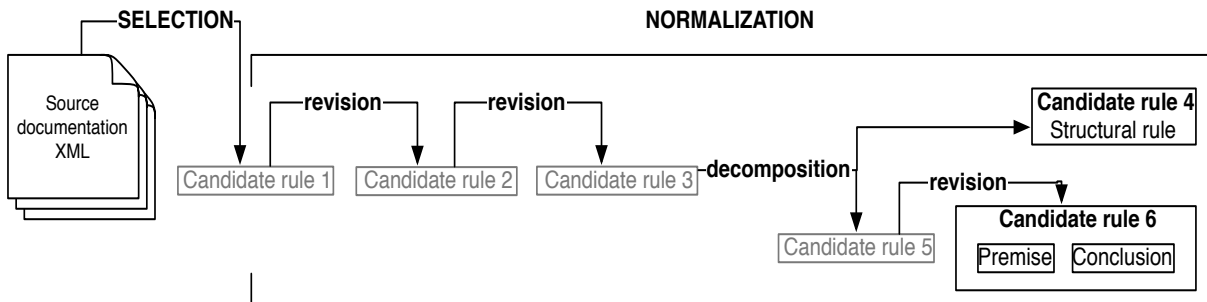 SELECTION
NORMALIZATION
Source
documentation
XML
revision
revision
Candidate rule 4
Structural rule
Candidate rule 1
Candidate rule 2
Candidate rule 3
decomposition
revision
Candidate rule 5
Candidate rule 6
Premise
Conclusion